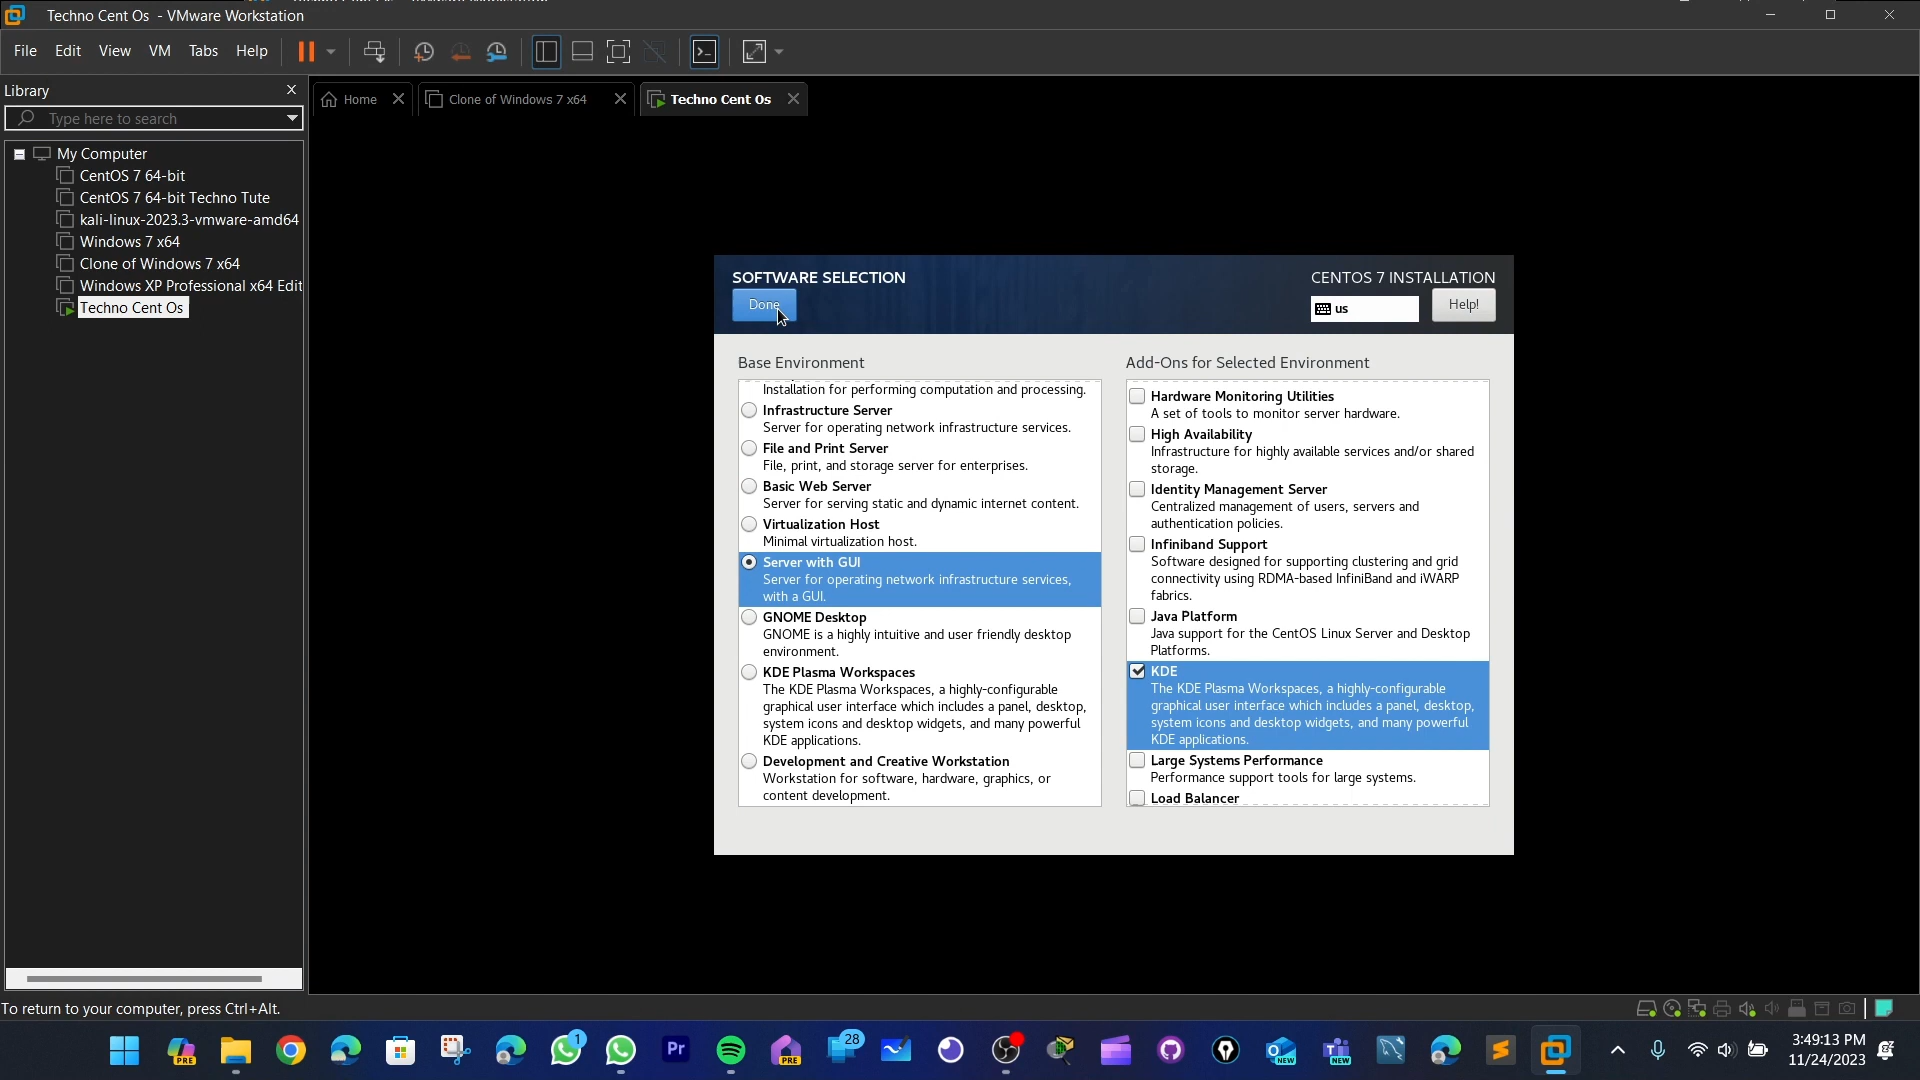 Techno Cent Os - VMware Workstation
File Edit View VM Tabs Help
Library
Type here to search
My Computer
CentOS 7 64-bit
CentOS 7 64-bit Techno Tute
kali-linux-2023.3-vmware-amd64
Windows 7 x64
Clone of Windows 7 x64
Windows XP Professional x64 Edit
Techno Cent Os
Home
Clone of Windows 7 x64
Techno Cent Os
SOFTWARE SELECTION
Done
CENTOS 7 INSTALLATION
us
Help!
Base Environment
Installation for performing computation and processing.
Infrastructure Server
Server for operating network infrastructure services.
File and Print Server
File, print, and storage server for enterprises.
Basic Web Server
Server for serving static and dynamic internet content.
Virtualization Host
Minimal virtualization host.
Server with GUI
Server for operating network infrastructure services,
with a GUI.
GNOME Desktop
GNOME is a highly intuitive and user friendly desktop
environment.
KDE Plasma Workspaces
The KDE Plasma Workspaces, a highly-configurable
graphical user interface which includes a panel, desktop,
system icons and desktop widgets, and many powerful
KDE applications.
Development and Creative Workstation
Workstation for software, hardware, graphics, or
content development.
Add-Ons for Selected Environment
Hardware Monitoring Utilities
A set of tools to monitor server hardware.
High Availability
Infrastructure for highly available services and/or shared
storage.
Identity Management Server
Centralized management of users, servers and
authentication policies.
Infiniband Support
Software designed for supporting clustering and grid
connectivity using RDMA-based InfiniBand and iWARP
fabrics.
Java Platform
Java support for the CentOS Linux Server and Desktop
Platforms.
KDE
The KDE Plasma Workspaces, a highly-configurable
graphical user interface which includes a panel, desktop,
system icons and desktop widgets, and many powerful
KDE applications.
Large Systems Performance
Performance support tools for large systems.
Load Balancer
To return to your computer, press Ctrl+Alt.
PRE
1
Pr
PRE
28
NEW
NEW
3:49:13 PM
11/24/2023